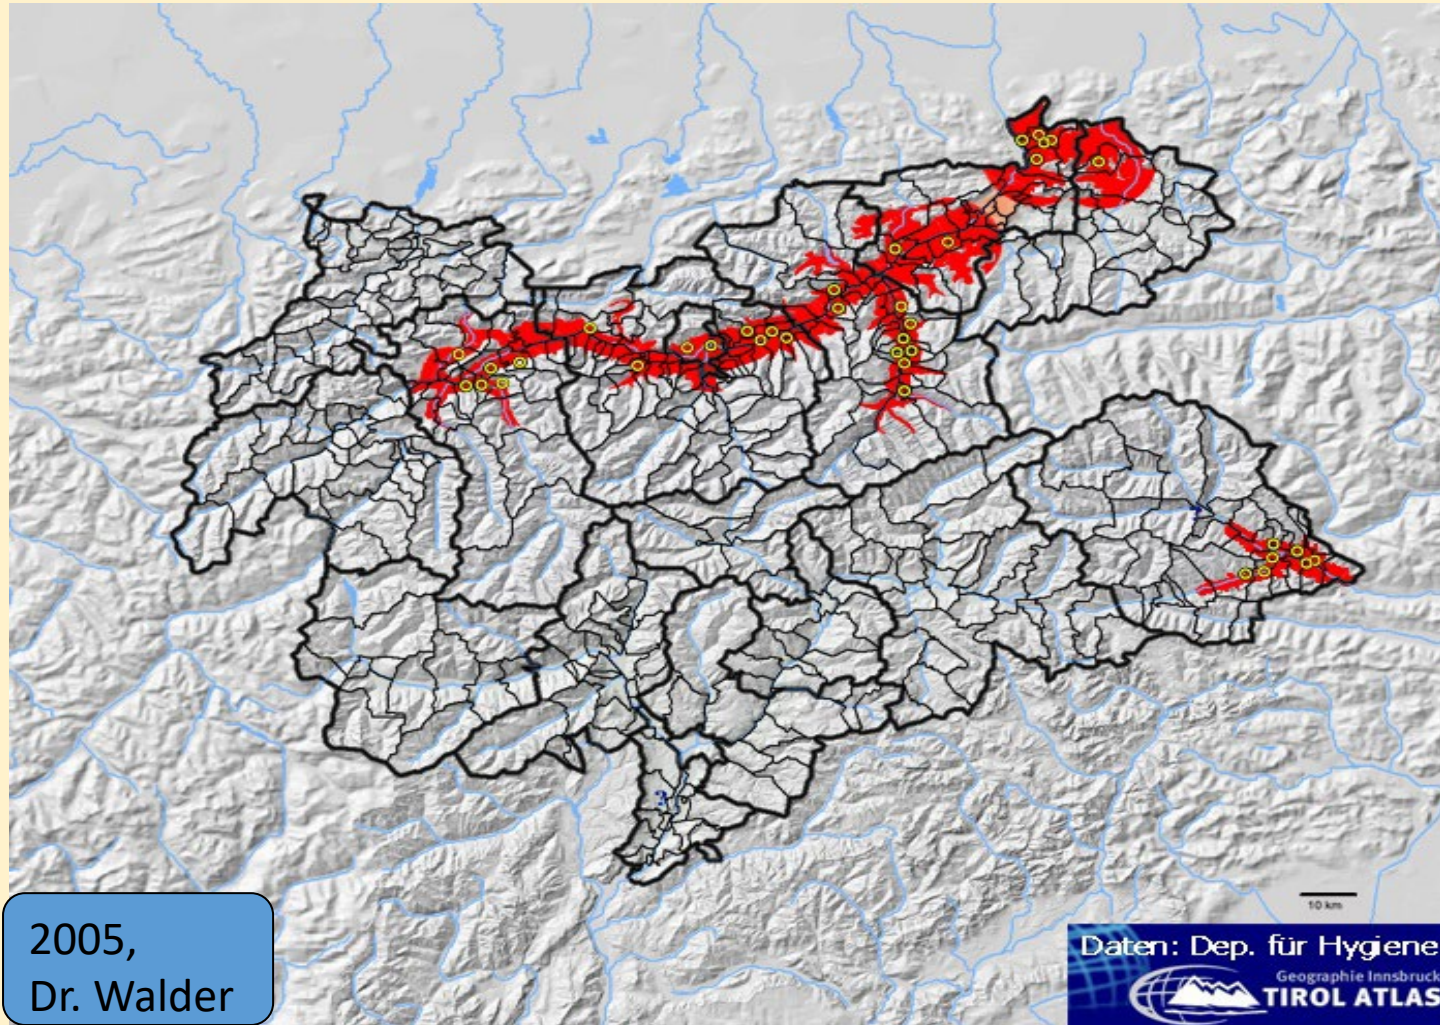 10 km
2005,
Dr. Walder
Daten: Dep. für Hygiene
Geographie Innsbruck
TIROL ATLAS